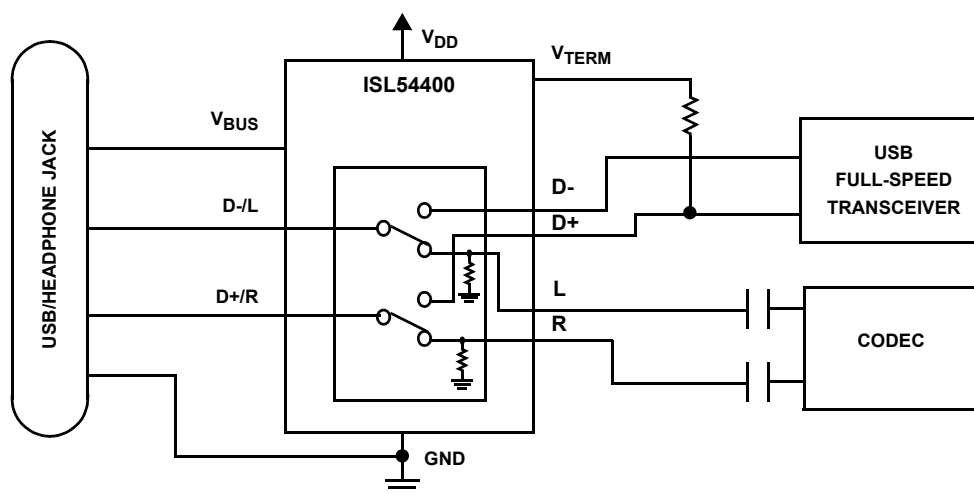 USB/HEADPHONE JACK
VDD
ISL54400
VTERM
VBUS
D-/L
D+/R
D-
D+
L
R
USB
FULL-SPEED
TRANSCEIVER
CODEC
GND